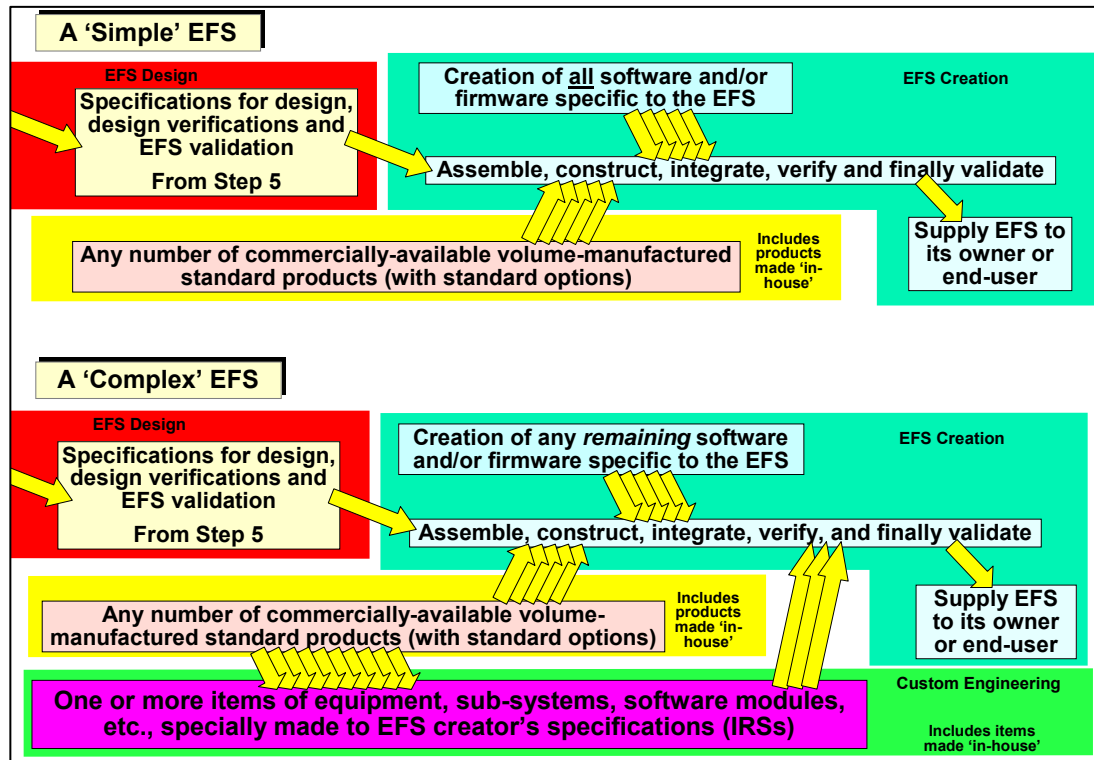 A ‘Simple’ EFS
EFS Design
Specifications for design,
design verifications and
EFS validation
From Step 5
Creation of all software and/or
firmware specific to the EFS
EFS Creation
Assemble, construct, integrate, verify and finally validate
Any number of commercially-available volume-manufactured
standard products (with standard options)
Includes
products
made ‘in-
house’
Supply EFS to
its owner or
end-user
A ‘Complex’ EFS
EFS Design
Specifications for design,
design verifications and
EFS validation
From Step 5
Creation of any remaining software
and/or firmware specific to the EFS
EFS Creation
Assemble, construct, integrate, verify, and finally validate
Any number of commercially-available volume-
manufactured standard products (with standard options)
Includes
products
made ‘in-
house’
Supply EFS
to its owner
or end-user
One or more items of equipment, sub-systems, software modules,
etc., specially made to EFS creator’s specifications (IRSs)
Custom Engineering
Includes items
made ‘in-house’